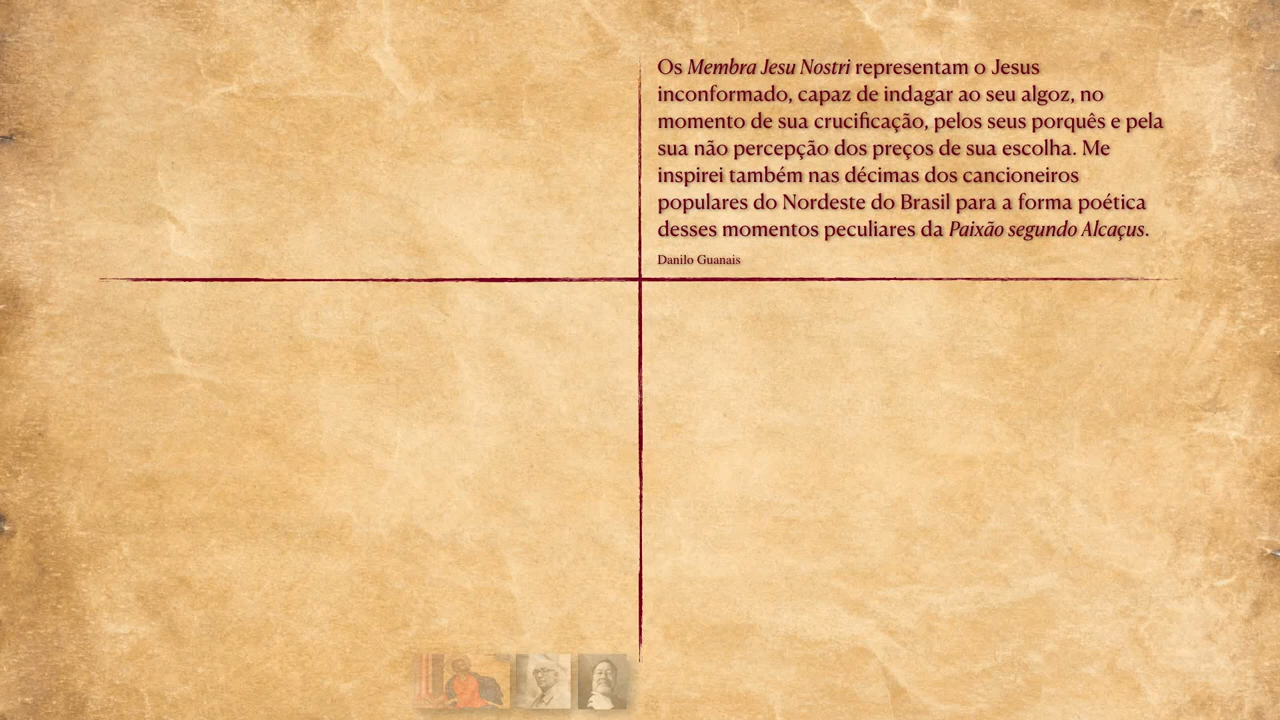 Os Membra Jesu Nostri representam o Jesus
inconformado, capaz de indagar ao seu algoz, no
momento de sua crucificação, pelos seus porquês e pela
sua não percepção dos preços de sua escolha. Me
inspirei também nas décimas dos cancioneiros
populares do Nordeste do Brasil para a forma poética
desses momentos peculiares da Paixão segundo Alcaçus.
Danilo Guanais